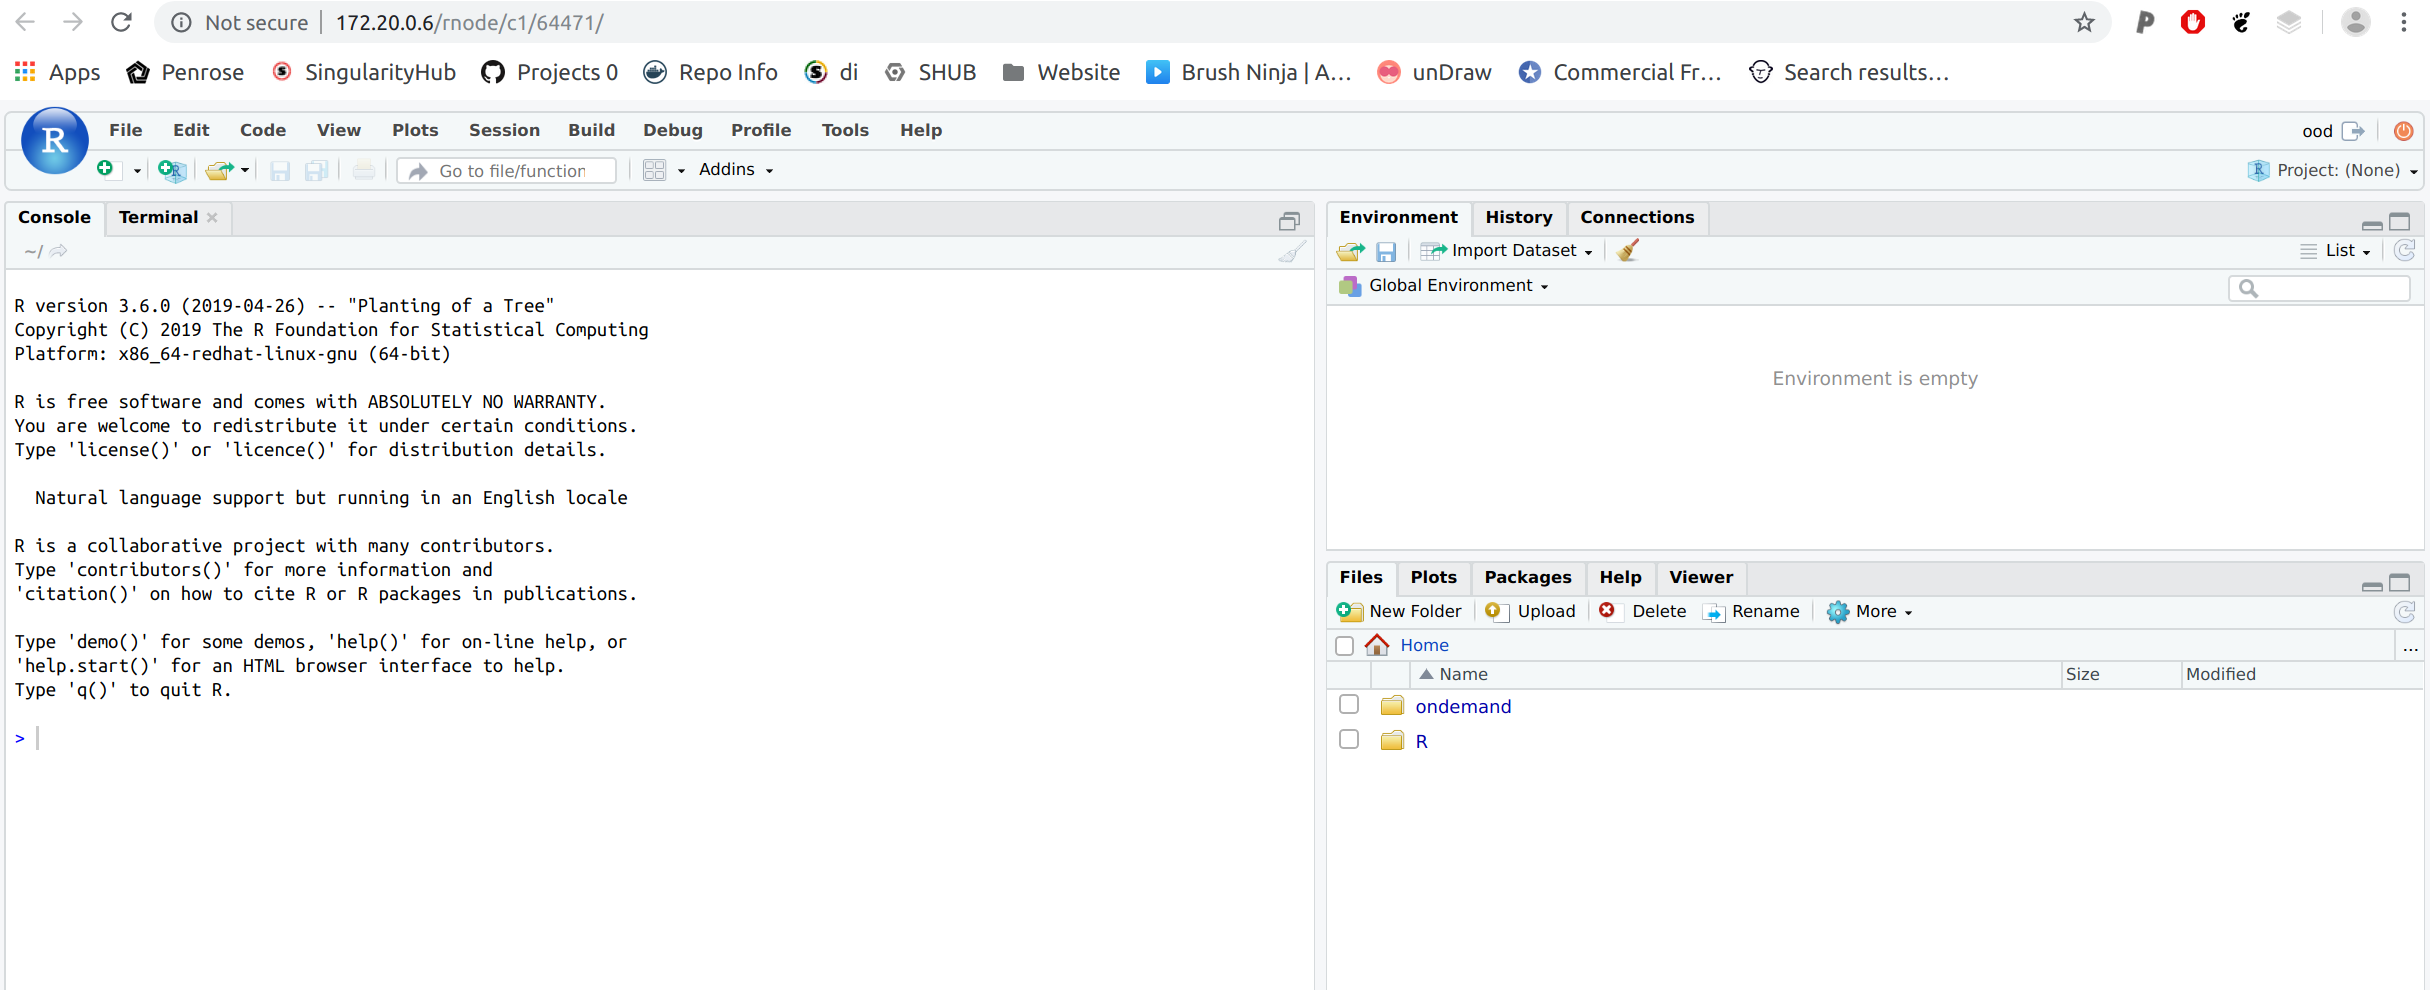 Not secure | 172.20.0.6/rnode/c1/64471/
Apps Penrose SingularityHub Projects 0 Repo Info di SHUB Website Brush Ninja | A... unDraw Commercial Fr... Search results...
R File Edit Code View Plots Session Build Debug Profile Tools Help ood
Go to file/function Addins Project: (None)
Console Terminal
~/
R version 3.6.0 (2019-04-26) -- "Planting of a Tree"
Copyright (C) 2019 The R Foundation for Statistical Computing
Platform: x86_64-redhat-linux-gnu (64-bit)
R is free software and comes with ABSOLUTELY NO WARRANTY.
You are welcome to redistribute it under certain conditions.
Type 'license()' or 'licence()' for distribution details.
Natural language support but running in an English locale
R is a collaborative project with many contributors.
Type 'contributors()' for more information and
'citation()' on how to cite R or R packages in publications.
Type 'demo()' for some demos, 'help()' for on-line help, or
'help.start()' for an HTML browser interface to help.
Type 'q()' to quit R.
>
Environment History Connections
Import Dataset List
Global Environment
Environment is empty
Files Plots Packages Help Viewer
New Folder Upload Delete Rename More
Home ...
Name Size Modified
ondemand
R